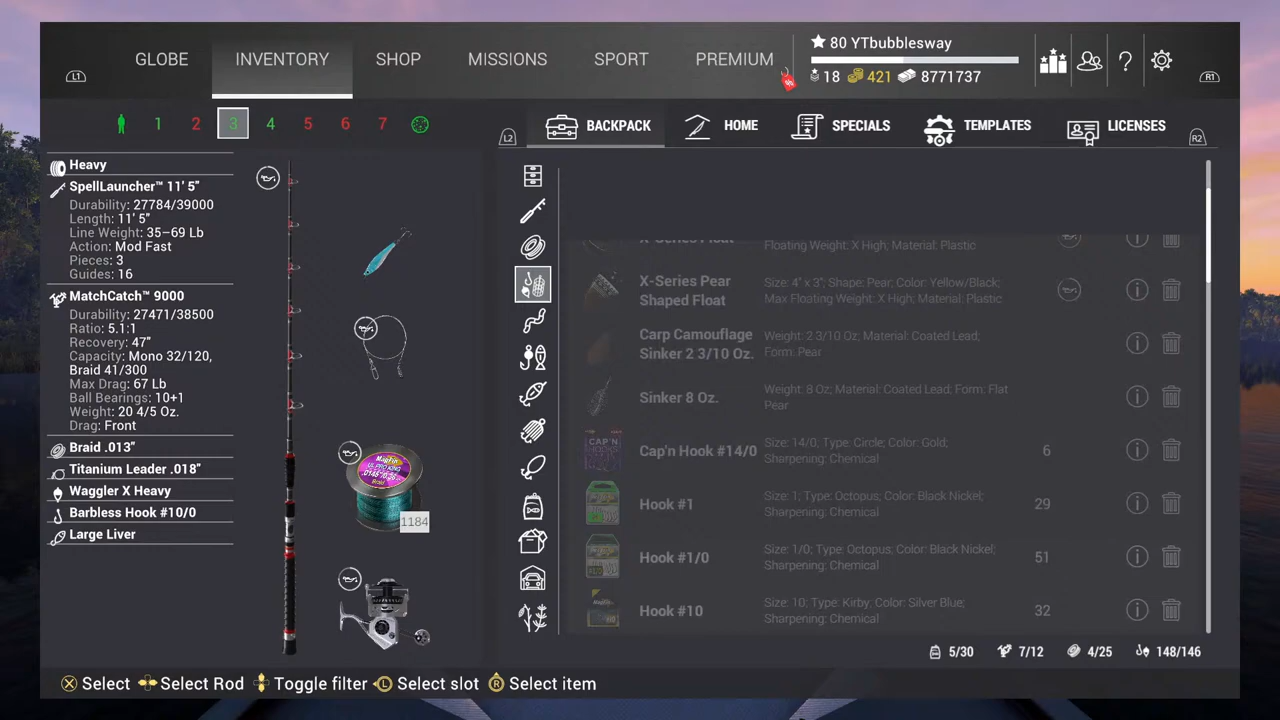 GLOBE
INVENTORY
SHOP
MISSIONS
SPORT
PREMIUM
80 YTbubblesway
18
421
8771737
L1
R1
1
2
3
4
5
6
7
L2
BACKPACK
HOME
SPECIALS
TEMPLATES
LICENSES
R2
Heavy
SpellLauncher™ 11' 5"
Durability: 27784/39000
Length: 11' 5"
Line Weight: 35–69 Lb
Action: Mod Fast
Pieces: 3
Guides: 16
MatchCatch™ 9000
Durability: 27471/38500
Ratio: 5.1:1
Recovery: 47"
Capacity: Mono 32/120,
Braid 41/300
Max Drag: 67 Lb
Ball Bearings: 10+1
Weight: 20 4/5 Oz.
Drag: Front
Braid .013"
Titanium Leader .018"
Waggler X Heavy
Barbless Hook #10/0
Large Liver
1184
X-Series Float
Floating Weight: X High; Material: Plastic
X-Series Pear
Shaped Float
Size: 4" x 3"; Shape: Pear; Color: Yellow/Black;
Max Floating Weight: X High; Material: Plastic
Carp Camouflage
Sinker 2 3/10 Oz.
Weight: 2 3/10 Oz; Material: Coated Lead;
Form: Pear
Sinker 8 Oz.
Weight: 8 Oz; Material: Coated Lead; Form: Flat
Pear
Cap'n Hook #14/0
Size: 14/0; Type: Circle; Color: Gold;
Sharpening: Chemical
6
Hook #1
Size: 1; Type: Octopus; Color: Black Nickel;
Sharpening: Chemical
29
Hook #1/0
Size: 1/0; Type: Octopus; Color: Black Nickel;
Sharpening: Chemical
51
Hook #10
Size: 10; Type: Kirby; Color: Silver Blue;
Sharpening: Chemical
32
5/30
7/12
4/25
148/146
Select
Select Rod
Toggle filter
L Select slot
R Select item